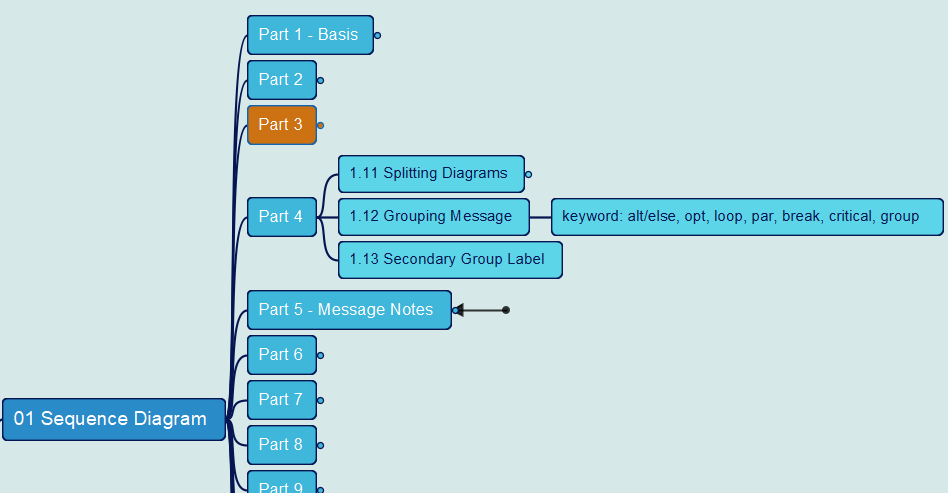 Part 1 - Basis
Part 2
Part 3
1.11 Splitting Diagrams
Part 4
1.12 Grouping Message
keyword: alt/else, opt, loop, par, break, critical, group
1.13 Secondary Group Label
Part 5 - Message Notes
Part 6
Part 7
01 Sequence Diagram
Part 8
Part 9